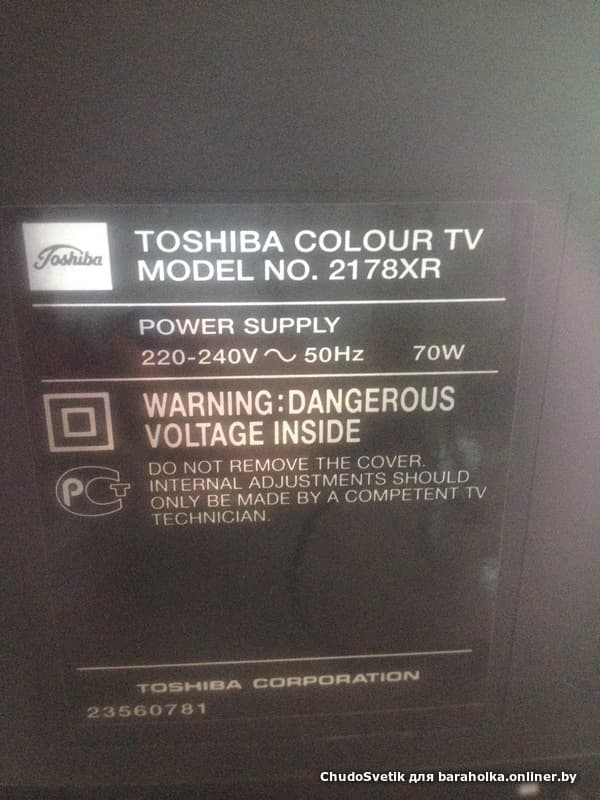 Toshiba
TOSHIBA COLOUR TV
MODEL NO. 2178XR
POWER SUPPLY
220-240V ~ 50Hz 70W
WARNING:DANGEROUS
VOLTAGE INSIDE
DO NOT REMOVE THE COVER.
INTERNAL ADJUSTMENTS SHOULD
ONLY BE MADE BY A COMPETENT TV
TECHNICIAN.
РСТ
TOSHIBA CORPORATION
23560781
ChudoSvetik для baraholka.onliner.by